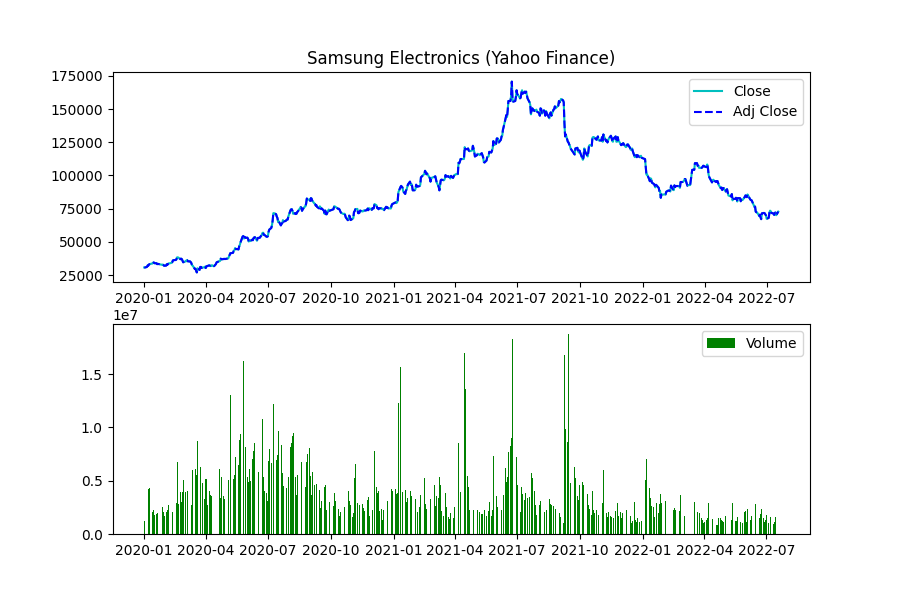 Samsung Electronics (Yahoo Finance)
175000
150000
125000
100000
75000
50000
25000
Close
Adj Close
2020-01 2020-04 2020-07 2020-10 2021-01 2021-04 2021-07 2021-10 2022-01 2022-04 2022-07
1e7
1.5
1.0
0.5
0.0
Volume
2020-01 2020-04 2020-07 2020-10 2021-01 2021-04 2021-07 2021-10 2022-01 2022-04 2022-07